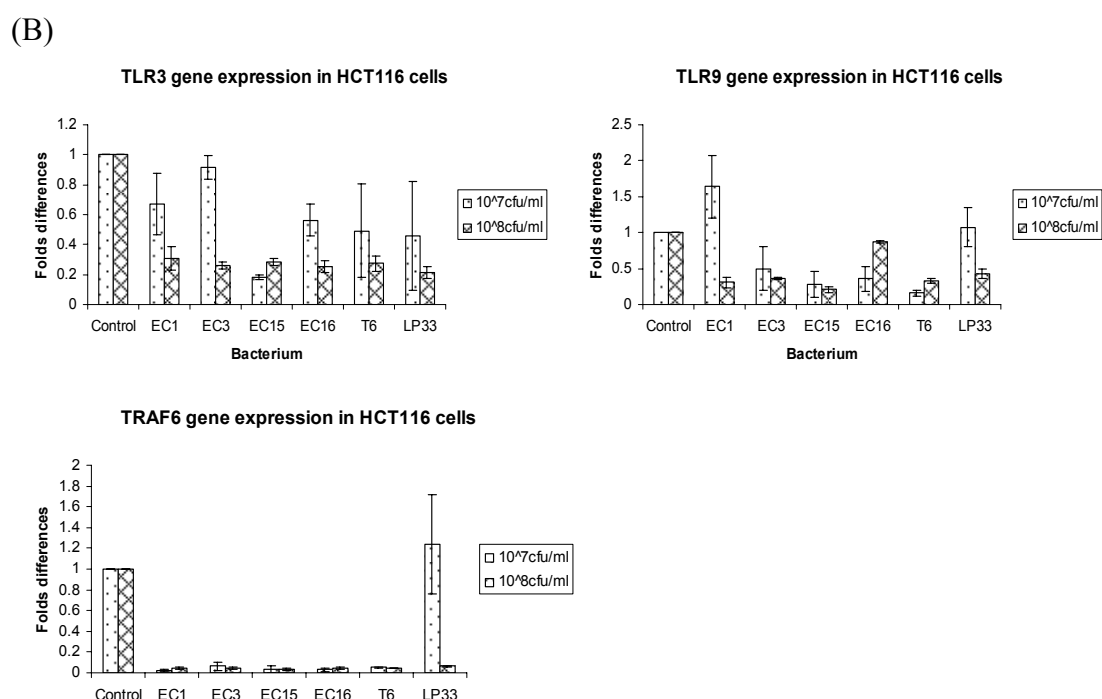 (B)
TLR3 gene expression in HCT116 cells
Folds differences
1.2
1
0.8
0.6
0.4
0.2
0
Control EC1 EC3 EC15 EC16 T6 LP33
Bacterium
10^7cfu/ml
10^8cfu/ml
TLR9 gene expression in HCT116 cells
Folds differences
2.5
2
1.5
1
0.5
0
Control EC1 EC3 EC15 EC16 T6 LP33
Bacterium
10^7cfu/ml
10^8cfu/ml
TRAF6 gene expression in HCT116 cells
Folds differences
2
1.8
1.6
1.4
1.2
1
0.8
0.6
0.4
0.2
0
Control EC1 EC3 EC15 EC16 T6 LP33
10^7cfu/ml
10^8cfu/ml